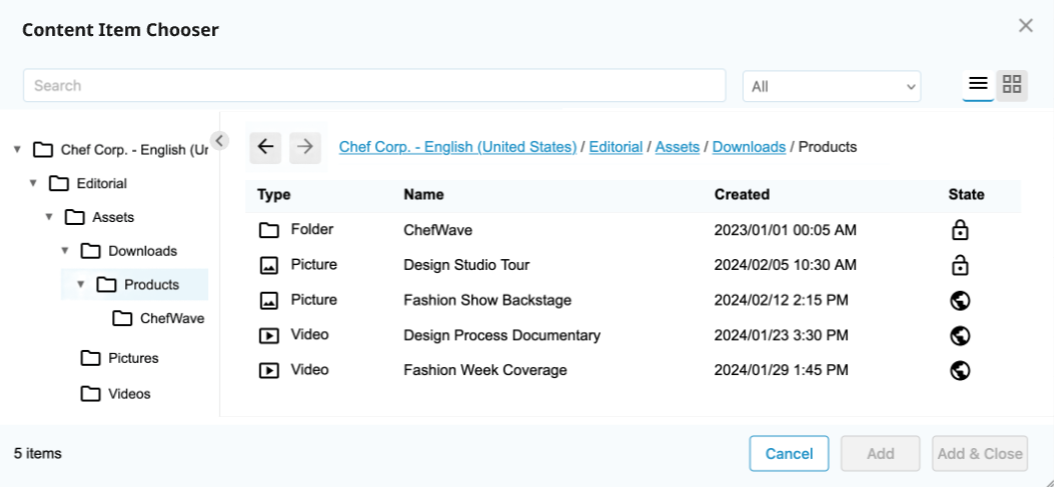 Content Item Chooser
Search
All
Chef Corp. - English (Ur
Editorial
Assets
Downloads
Products
ChefWave
Pictures
Videos
Chef Corp. - English (United States) / Editorial / Assets / Downloads / Products
Type Name Created State
Folder ChefWave 2023/01/01 00:05 AM
Picture Design Studio Tour 2024/02/05 10:30 AM
Picture Fashion Show Backstage 2024/02/12 2:15 PM
Video Design Process Documentary 2024/01/23 3:30 PM
Video Fashion Week Coverage 2024/01/29 1:45 PM
5 items
Cancel Add Add & Close